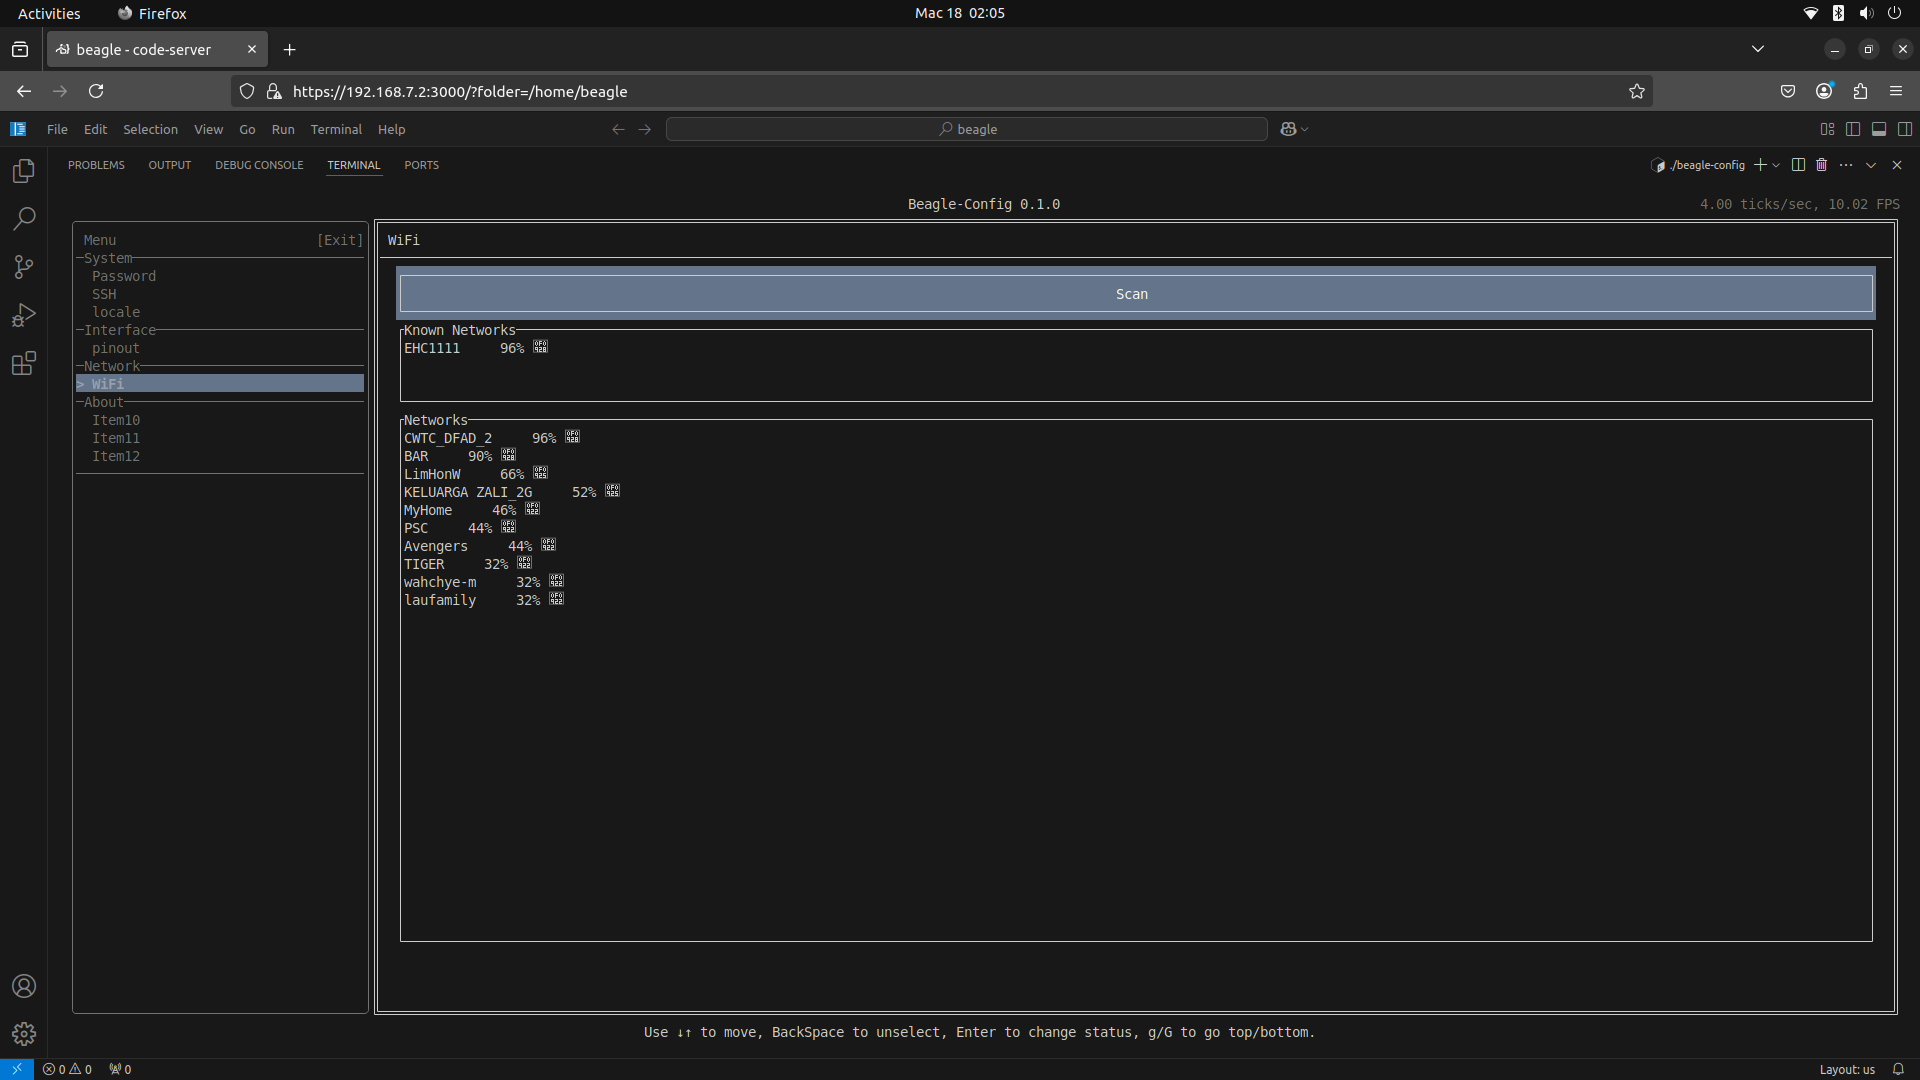 Activities
Firefox
Mac 18 02:05
beagle - code-server
https://192.168.7.2:3000/?folder=/home/beagle
File Edit Selection View Go Run Terminal Help
beagle
PROBLEMS OUTPUT DEBUG CONSOLE TERMINAL PORTS
./beagle-config
Beagle-Config 0.1.0
4.00 ticks/sec, 10.02 FPS
Menu [Exit]
System
Password
SSH
locale
Interface
pinout
Network
> WiFi
About
Item10
Item11
Item12
WiFi
Scan
Known Networks
EHC1111 96%
Networks
CWTC_DFAD_2 96%
BAR 90%
LimHonW 66%
KELUARGA ZALI_2G 52%
MyHome 46%
PSC 44%
Avengers 44%
TIGER 32%
wahchye-m 32%
laufamily 32%
Use ↓↑ to move, BackSpace to unselect, Enter to change status, g/G to go top/bottom.
0 0 0
Layout: us